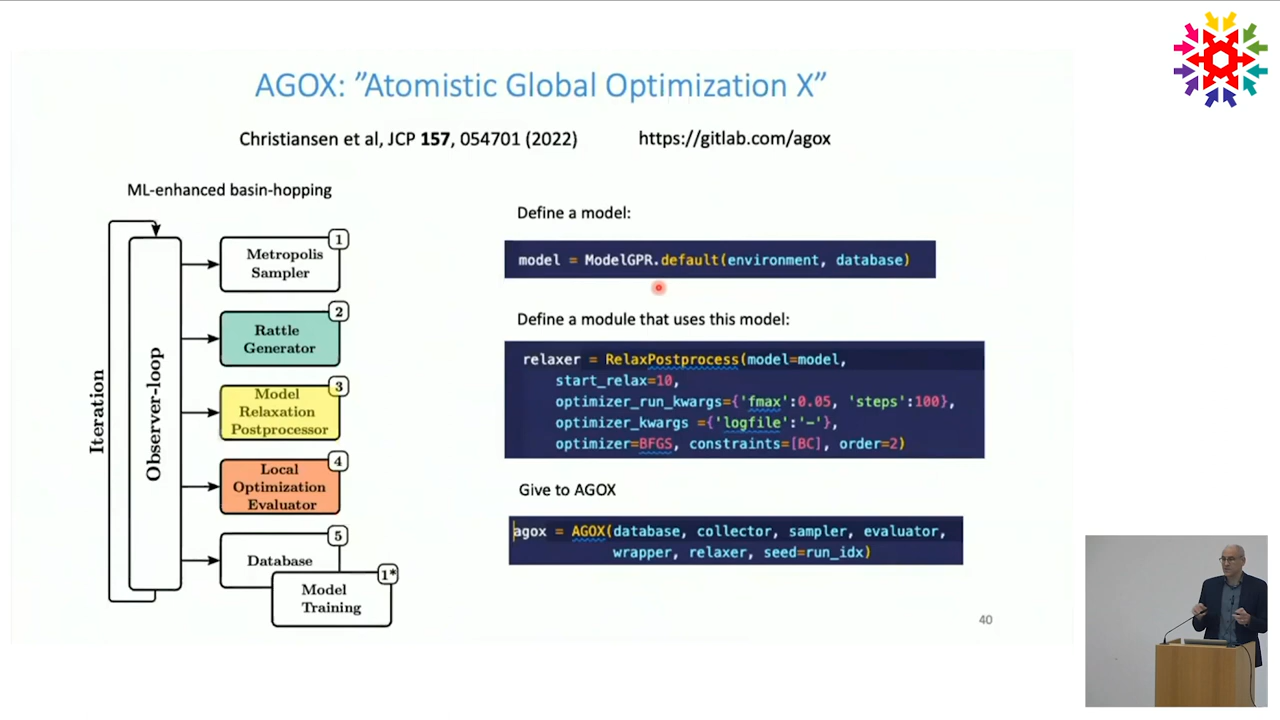 AGOX: ”Atomistic Global Optimization X”
Christiansen et al, JCP 157, 054701 (2022)
https://gitlab.com/agox
ML-enhanced basin-hopping
Iteration
Observer-loop
1
Metropolis
Sampler
2
Rattle
Generator
3
Model
Relaxation
Postprocessor
4
Local
Optimization
Evaluator
5
Database
1*
Model
Training
Define a model:
model = ModelGPR.default(environment, database)
Define a module that uses this model:
relaxer = RelaxPostprocess(model=model,
start_relax=10,
optimizer_run_kwargs={'fmax':0.05, 'steps':100},
optimizer_kwargs ={'logfile':'-'},
optimizer=BFGS, constraints=[BC], order=2)
Give to AGOX
agox = AGOX(database, collector, sampler, evaluator,
wrapper, relaxer, seed=run_idx)
40